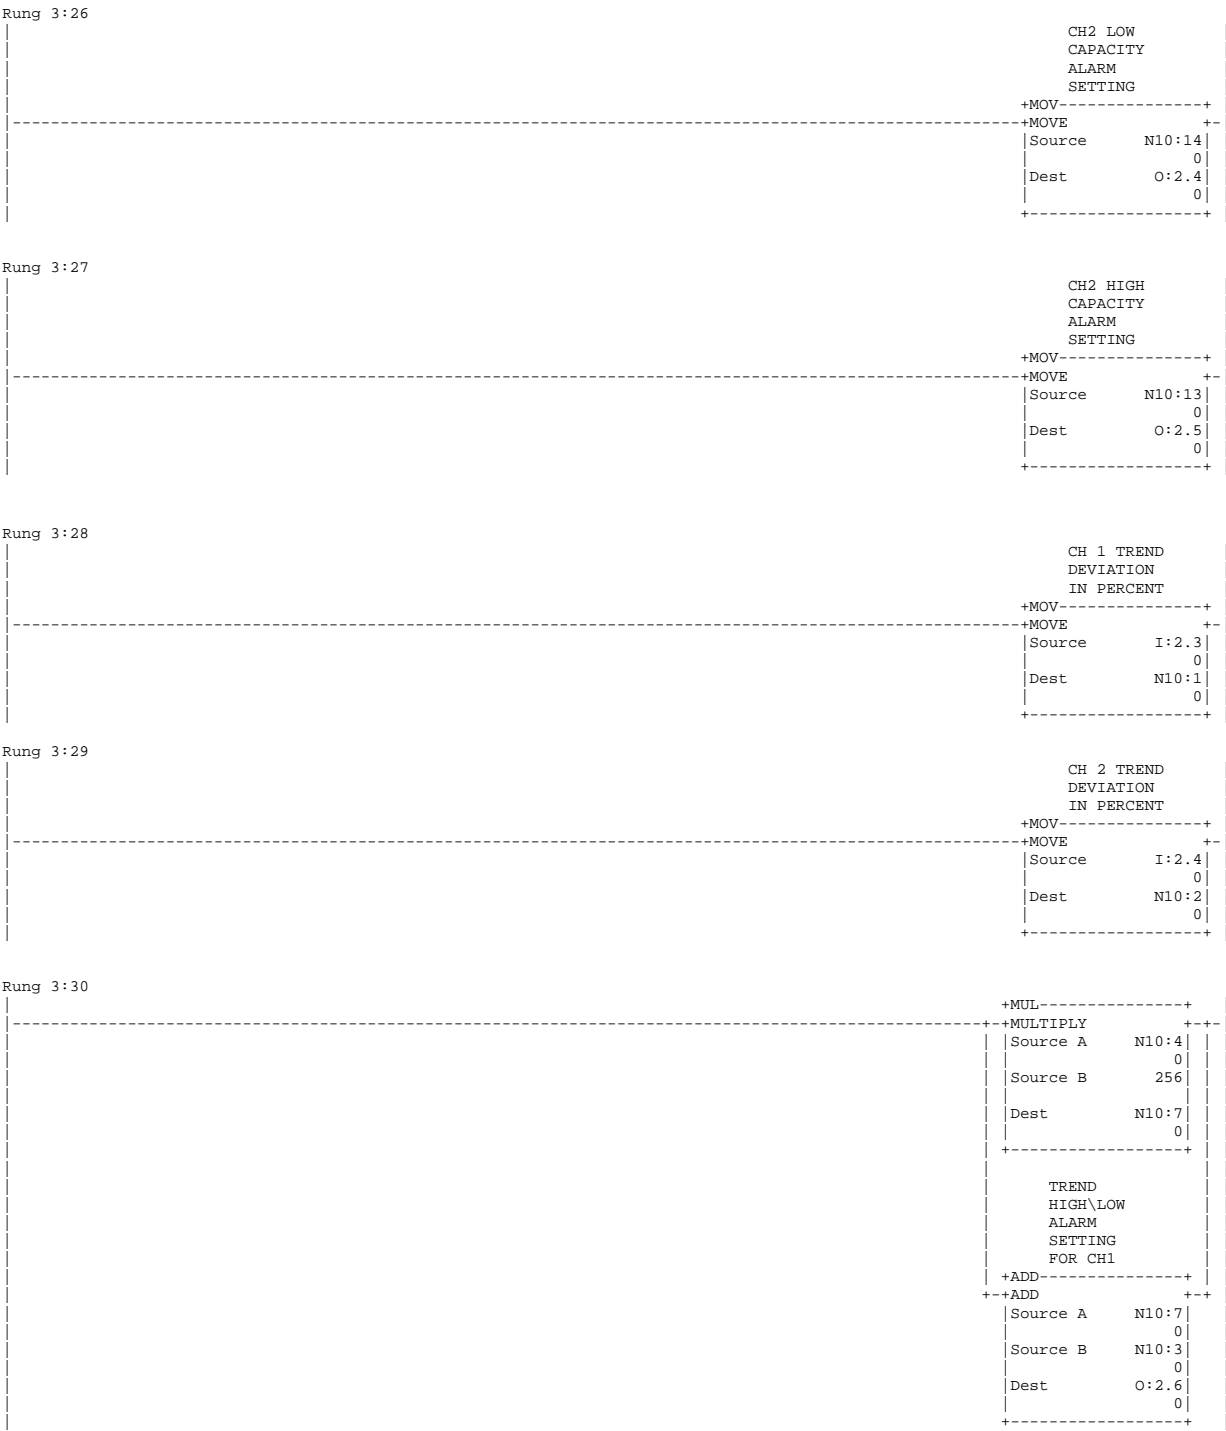 Rung 3:26
CH2 LOW
CAPACITY
ALARM
SETTING
+MOV---------------+
+MOVE +-
|Source N10:14|
| 0|
|Dest O:2.4|
| 0|
+------------------+
Rung 3:27
CH2 HIGH
CAPACITY
ALARM
SETTING
+MOV---------------+
+MOVE +-
|Source N10:13|
| 0|
|Dest O:2.5|
| 0|
+------------------+
Rung 3:28
CH 1 TREND
DEVIATION
IN PERCENT
+MOV---------------+
+MOVE +-
|Source I:2.3|
| 0|
|Dest N10:1|
| 0|
+------------------+
Rung 3:29
CH 2 TREND
DEVIATION
IN PERCENT
+MOV---------------+
+MOVE +-
|Source I:2.4|
| 0|
|Dest N10:2|
| 0|
+------------------+
Rung 3:30
+MUL---------------+
+-+MULTIPLY +-+-
| |Source A N10:4| |
| | 0| |
| |Source B 256| |
| | | |
| |Dest N10:7| |
| | 0| |
| +------------------+ |
TREND
HIGH\LOW
ALARM
SETTING
FOR CH1
| +ADD---------------+ |
+-+ADD +-+
|Source A N10:7|
| 0|
|Source B N10:3|
| 0|
|Dest O:2.6|
| 0|
+------------------+